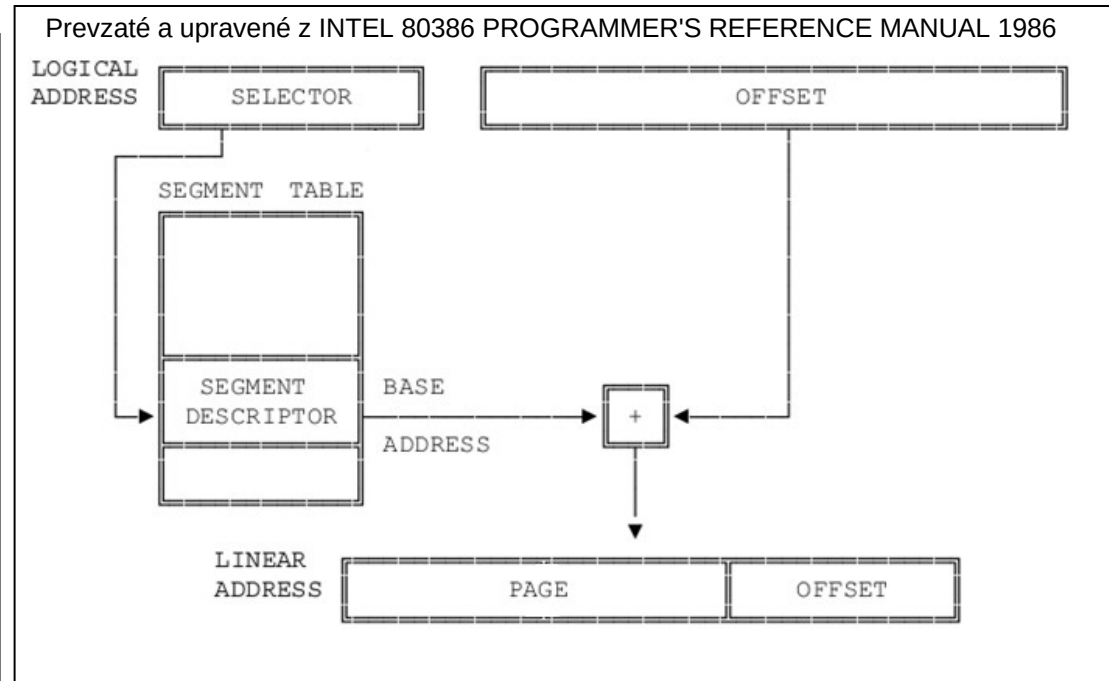 Prevzaté a upravené z INTEL 80386 PROGRAMMER'S REFERENCE MANUAL 1986
LOGICAL
ADDRESS
SELECTOR
OFFSET
SEGMENT TABLE
SEGMENT
DESCRIPTOR
BASE
ADDRESS
+
LINEAR
ADDRESS
PAGE
OFFSET